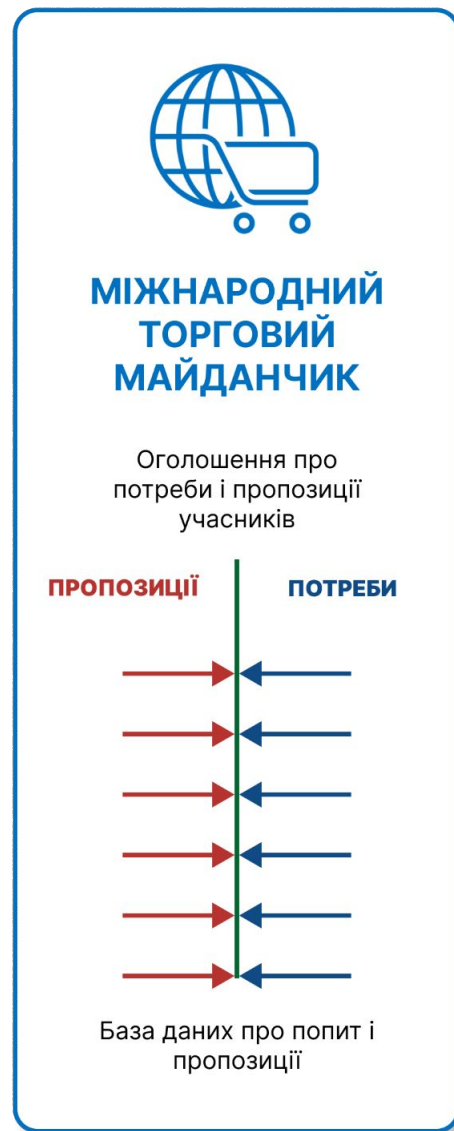 МІЖНАРОДНИЙ
ТОРГОВИЙ
МАЙДАНЧИК
Оголошення про
потреби і пропозиції
учасників
ПРОПОЗИЦІЇ
ПОТРЕБИ
База даних про попит і
пропозиції